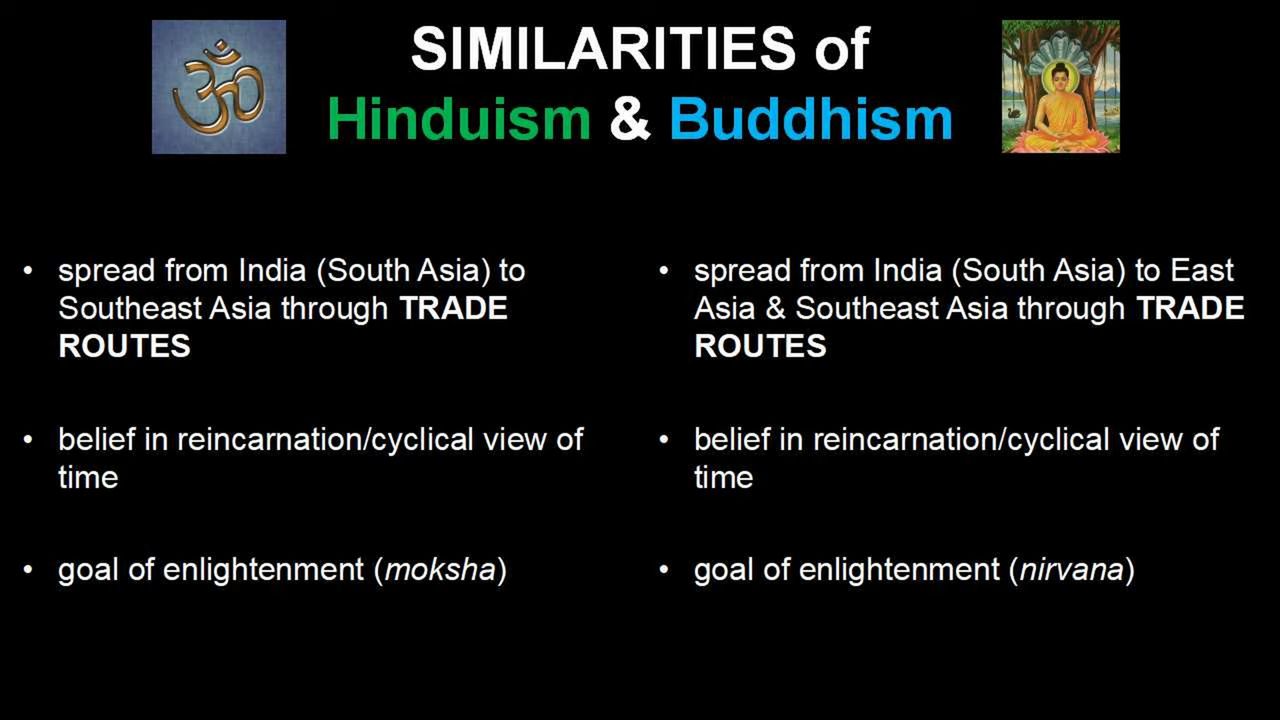 SIMILARITIES of
Hinduism & Buddhism
• spread from India (South Asia) to
Southeast Asia through TRADE
ROUTES
• belief in reincarnation/cyclical view of
time
• goal of enlightenment (moksha)
• spread from India (South Asia) to East
Asia & Southeast Asia through TRADE
ROUTES
• belief in reincarnation/cyclical view of
time
• goal of enlightenment (nirvana)